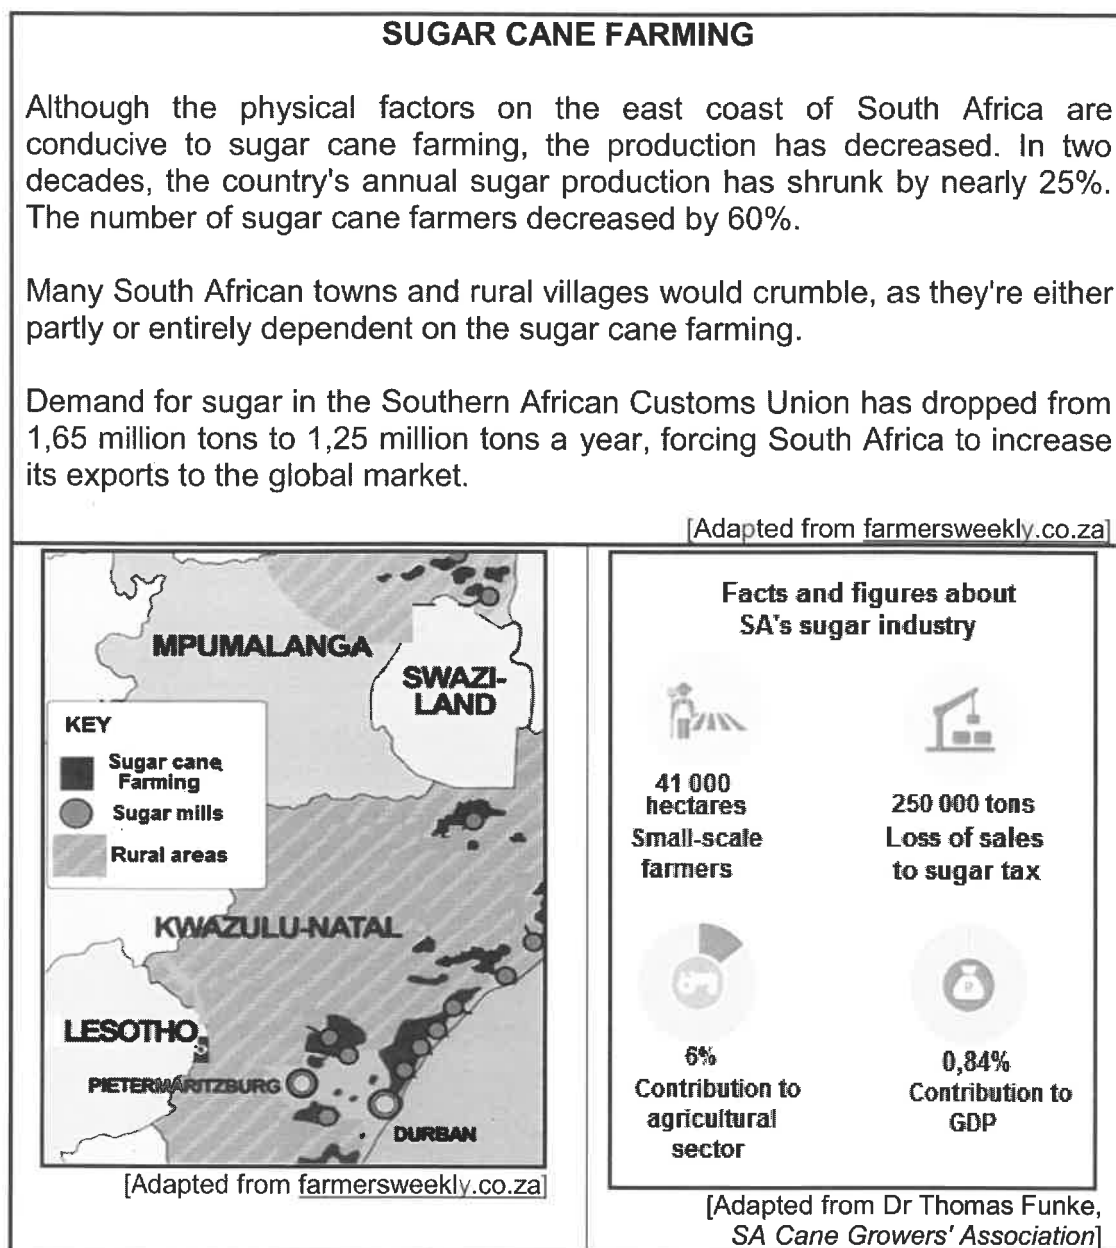 SUGAR CANE FARMING
Although the physical factors on the east coast of South Africa are
conducive to sugar cane farming, the production has decreased. In two
decades, the country's annual sugar production has shrunk by nearly 25%.
The number of sugar cane farmers decreased by 60%.
Many South African towns and rural villages would crumble, as they're either
partly or entirely dependent on the sugar cane farming.
Demand for sugar in the Southern African Customs Union has dropped from
1,65 million tons to 1,25 million tons a year, forcing South Africa to increase
its exports to the global market.
[Adapted from farmersweekly.co.za]
MPUMALANGA
SWAZI-
LAND
KEY
Sugar cane
Farming
Sugar mills
Rural areas
KWAZULU-NATAL
LESOTHO
PIETERMARITZBURG
DURBAN
[Adapted from farmersweekly.co.za]
Facts and figures about
SA's sugar industry
41 000
hectares
Small-scale
farmers
250 000 tons
Loss of sales
to sugar tax
6%
Contribution to
agricultural
sector
0,84%
Contribution to
GDP
[Adapted from Dr Thomas Funke,
SA Cane Growers' Association]